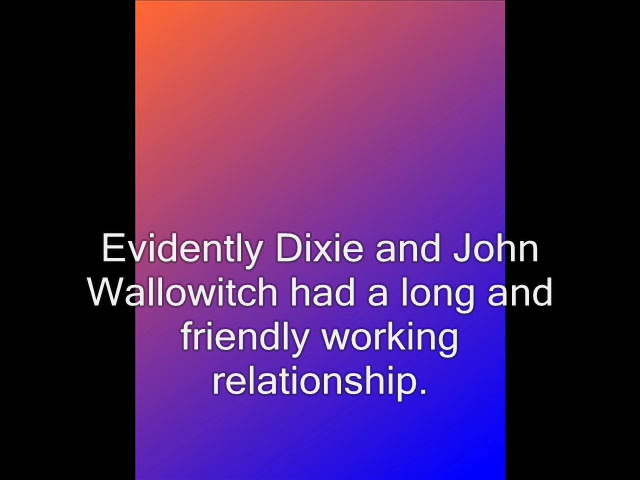 Evidently Dixie and John
Wallowitch had a long and
friendly working
relationship.